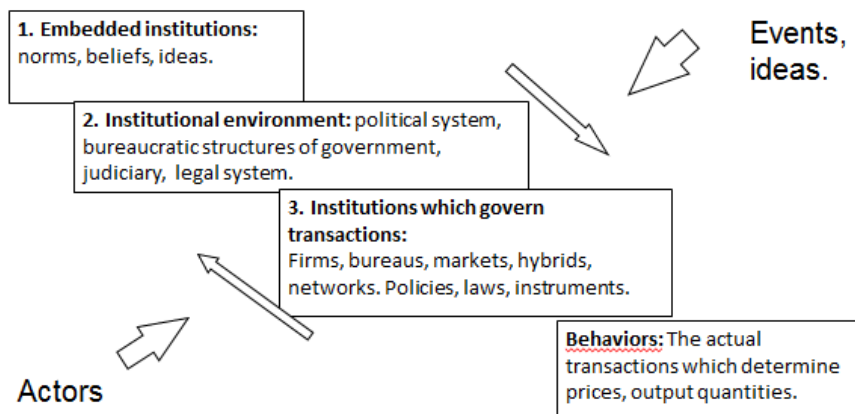 1. Embedded institutions:
norms, beliefs, ideas.
Events,
ideas.
2. Institutional environment: political system,
bureaucratic structures of government,
judiciary, legal system.
3. Institutions which govern
transactions:
Firms, bureaus, markets, hybrids,
networks. Policies, laws, instruments.
Behaviors: The actual
transactions which determine
prices, output quantities.
Actors